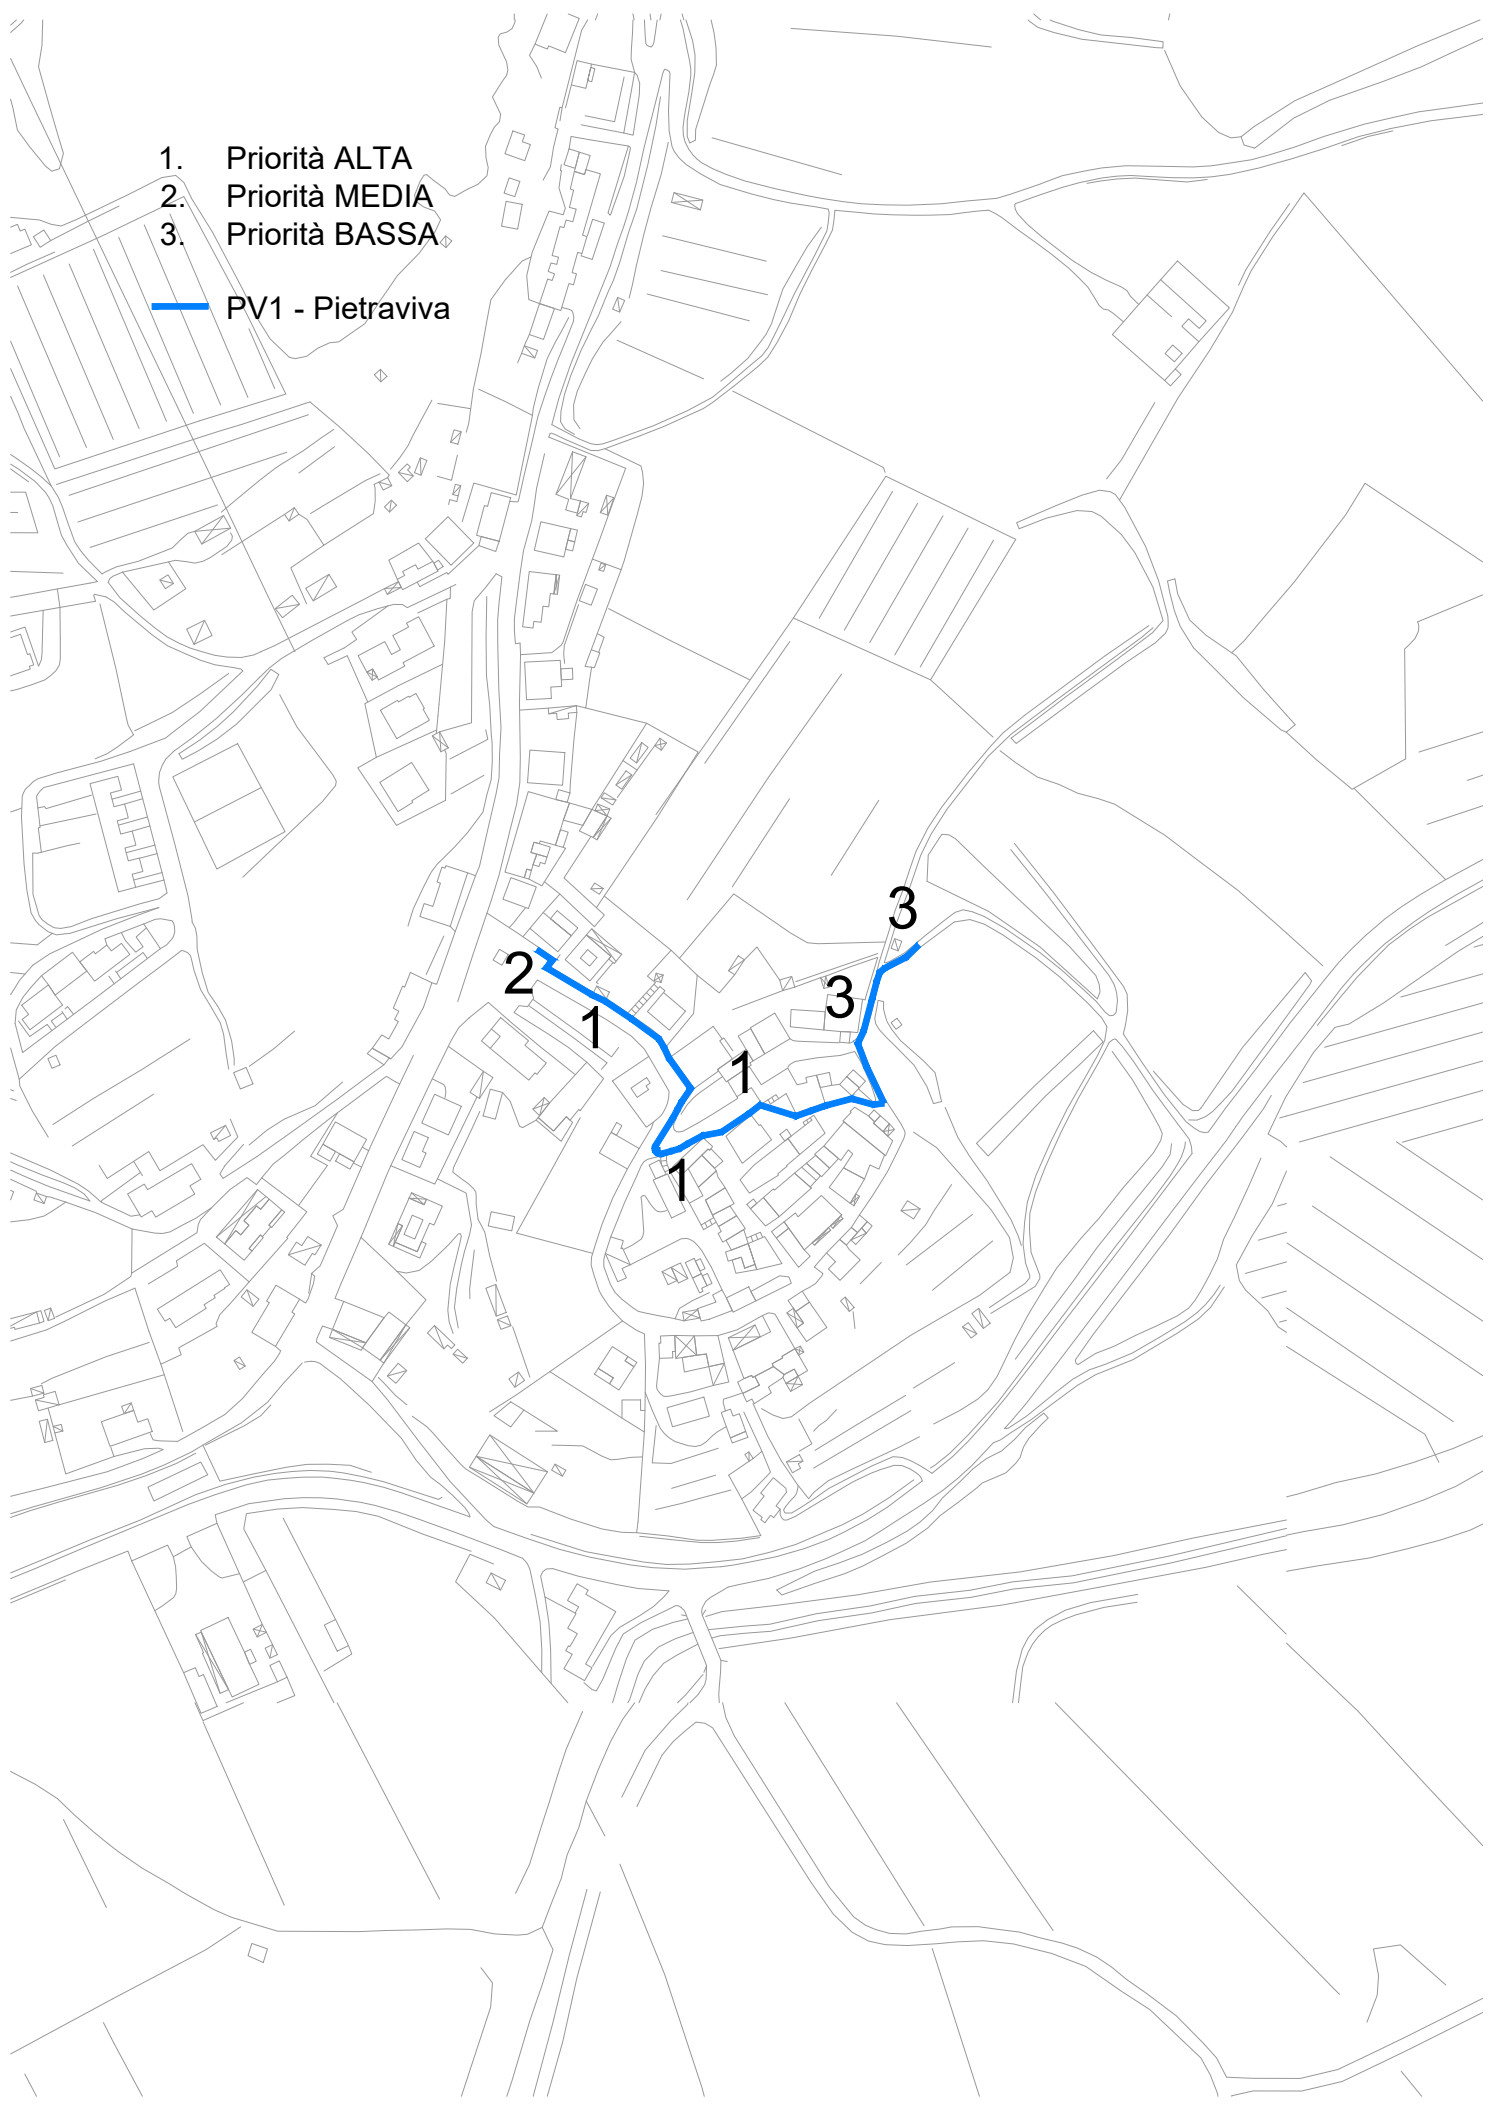 1. Priorità ALTA
2. Priorità MEDIA
3. Priorità BASSA
PV1 - Pietraviva
3
2
3
1
1
1